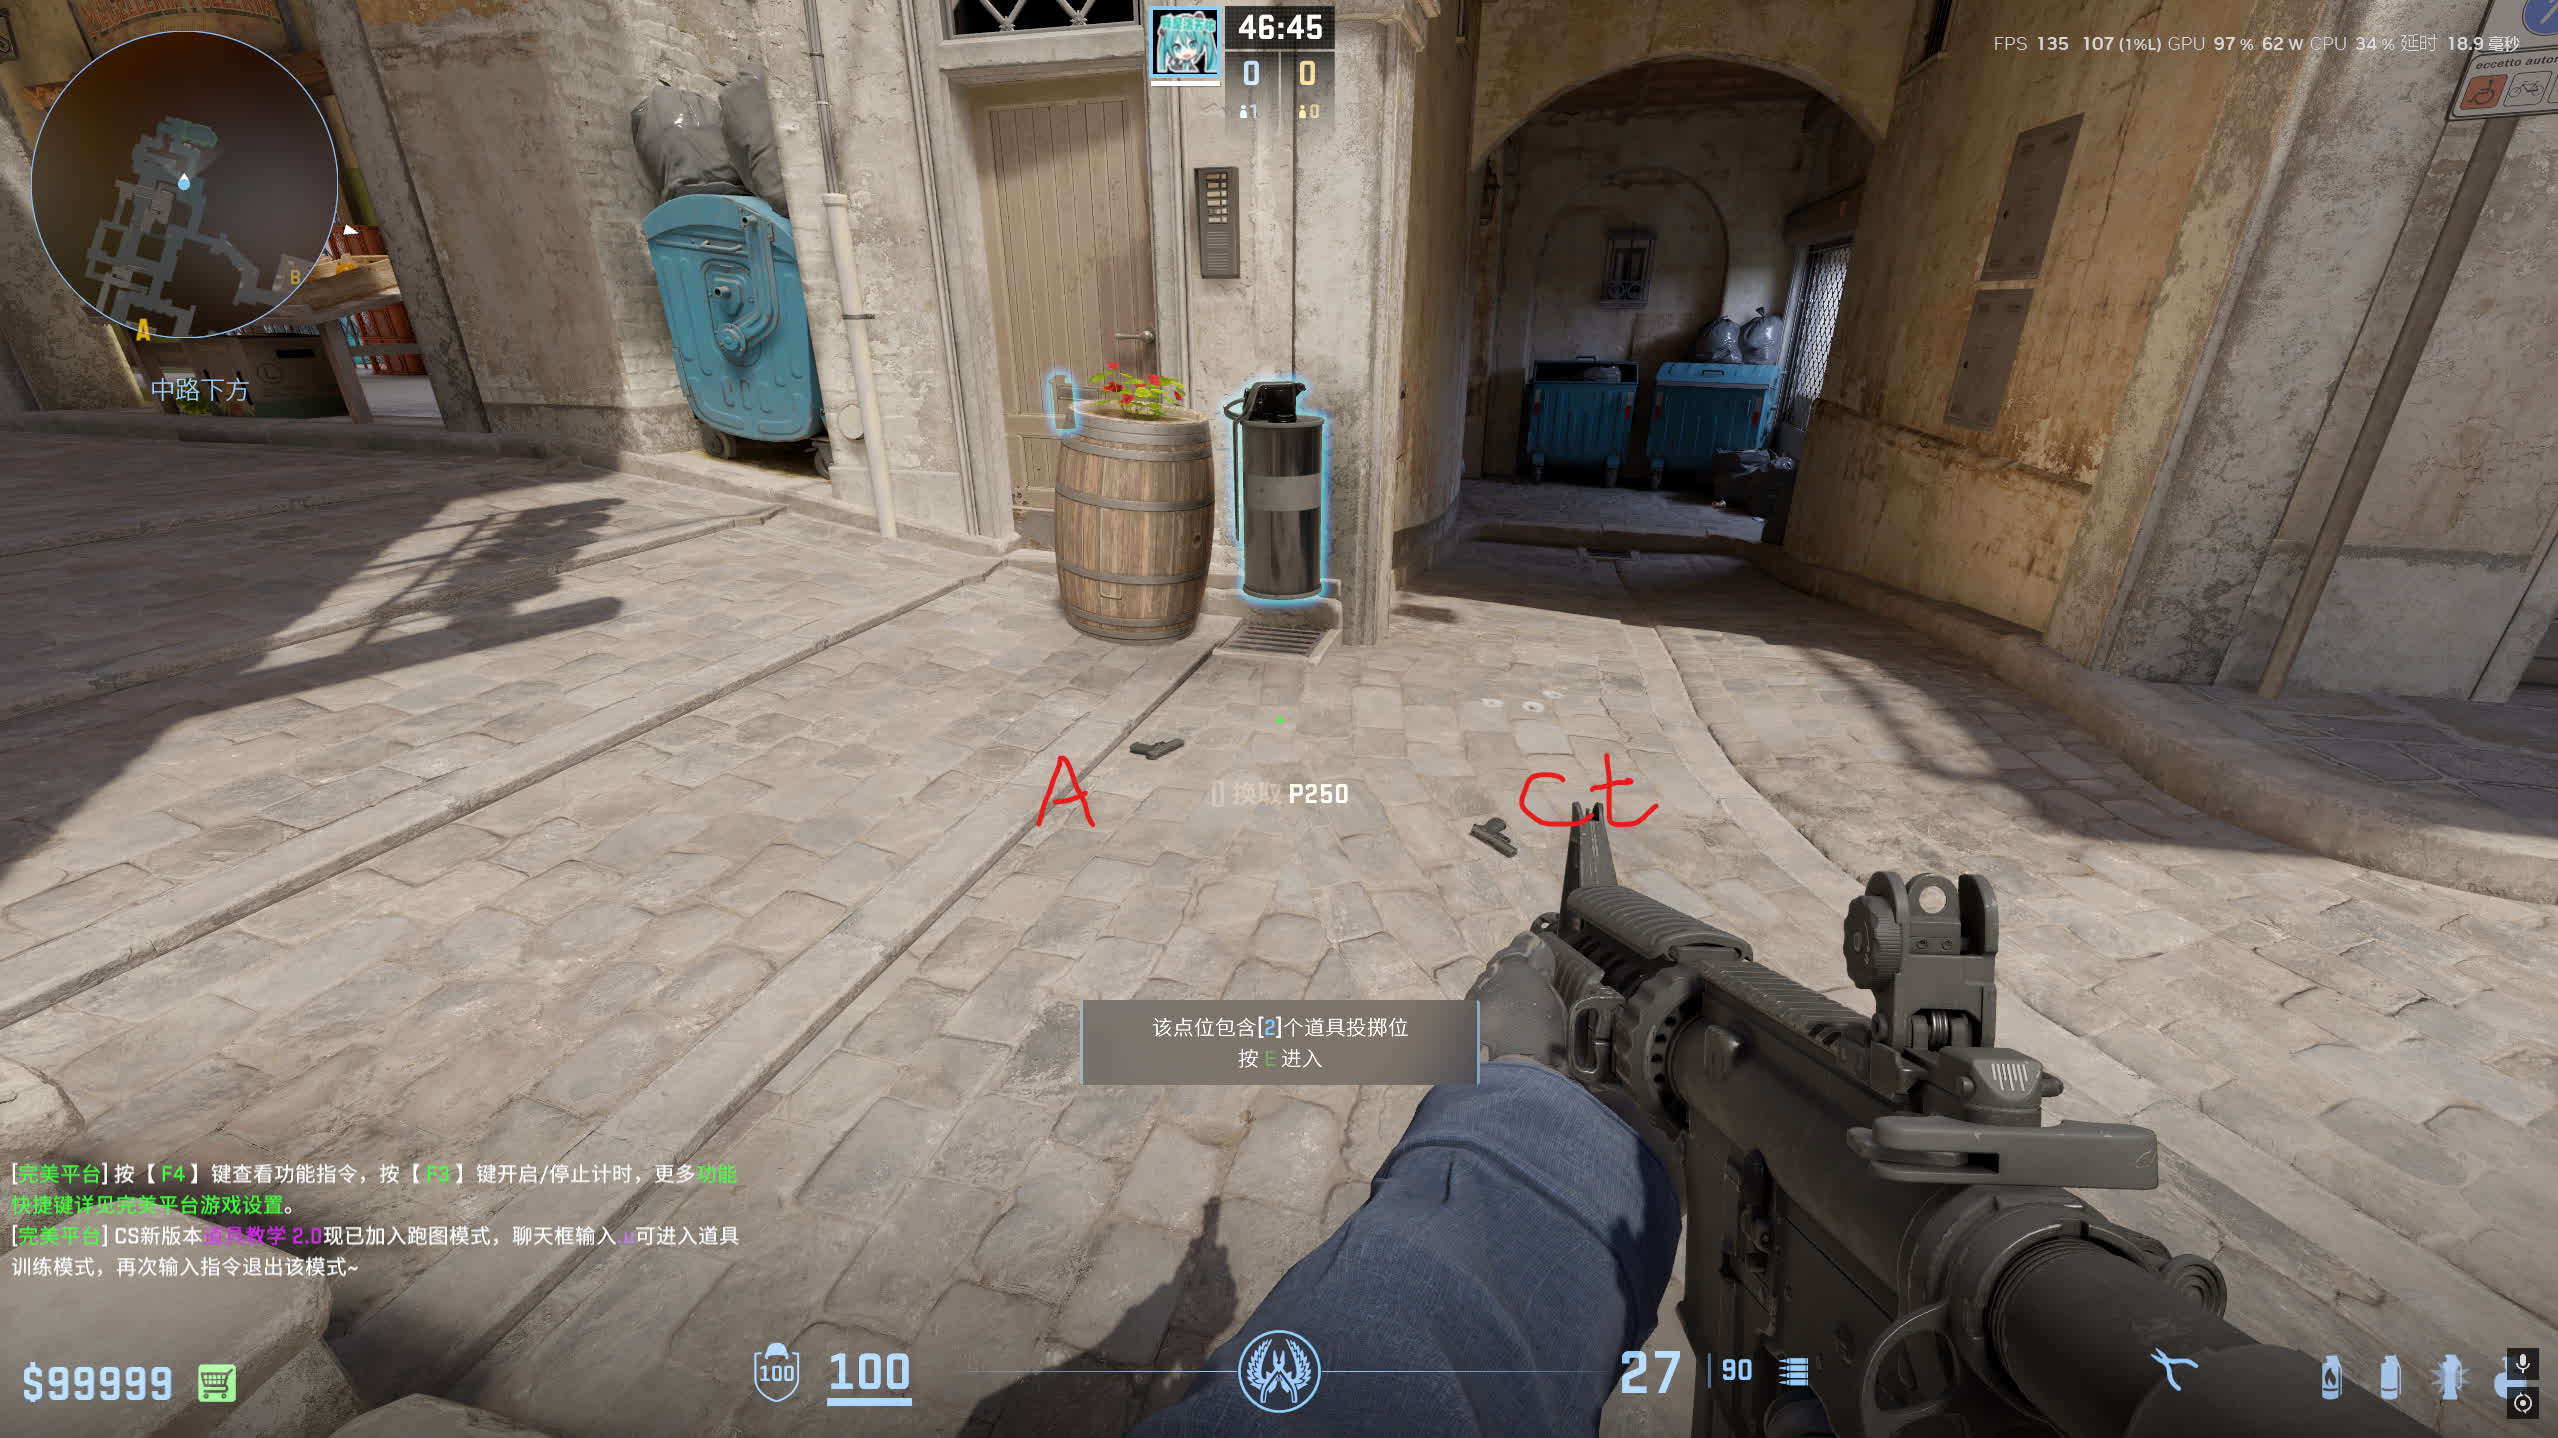 46:45
0 0
1 0
FPS 135 107 (1%L) GPU 97 % 62 W CPU 34 % 延时 18.9 毫秒
eccetto autor
B
A
中路下方
A
ct
换取 P250
该点位包含[2]个道具投掷位
按 E 进入
[完美平台] 按【 F4 】键查看功能指令，按【 F3 】键开启/停止计时，更多功能
快捷键详见完美平台游戏设置。
[完美平台] CS新版本道具教学 2.0现已加入跑图模式，聊天框输入.u可进入道具
训练模式，再次输入指令退出该模式~
$99999
100
100
27 90